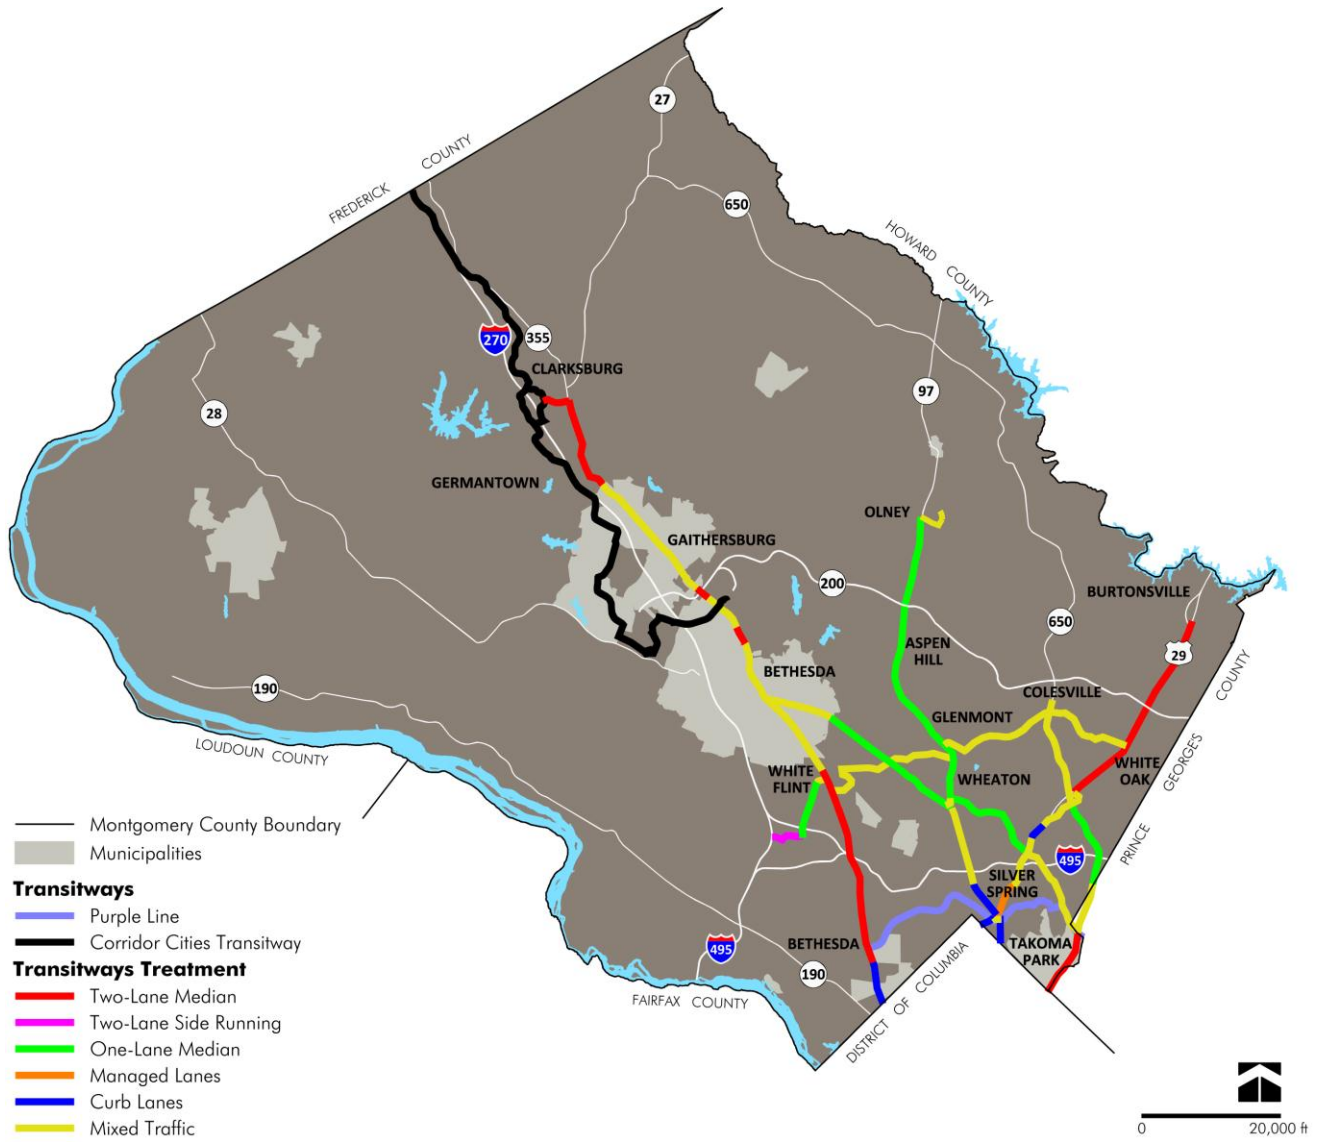 27
FREDERICK COUNTY
650
HOWARD COUNTY
270
355
CLARKSBURG
97
28
GERMANTOWN
OLNEY
GAITHERSBURG
200
BURTONSVILLE
650
ASPEN
HILL
29
BETHESDA
190
COLESVILLE
GLENMONT
LOUDOUN COUNTY
WHITE
FLINT
WHEATON
WHITE
OAK
PRINCE GEORGE'S COUNTY
495
SILVER
SPRING
BETHESDA
TAKOMA
PARK
495
190
FAIRFAX COUNTY
DISTRICT OF COLUMBIA
Montgomery County Boundary
Municipalities
Transitways
Purple Line
Corridor Cities Transitway
Transitways Treatment
Two-Lane Median
Two-Lane Side Running
One-Lane Median
Managed Lanes
Curb Lanes
Mixed Traffic
0 20,000 ft